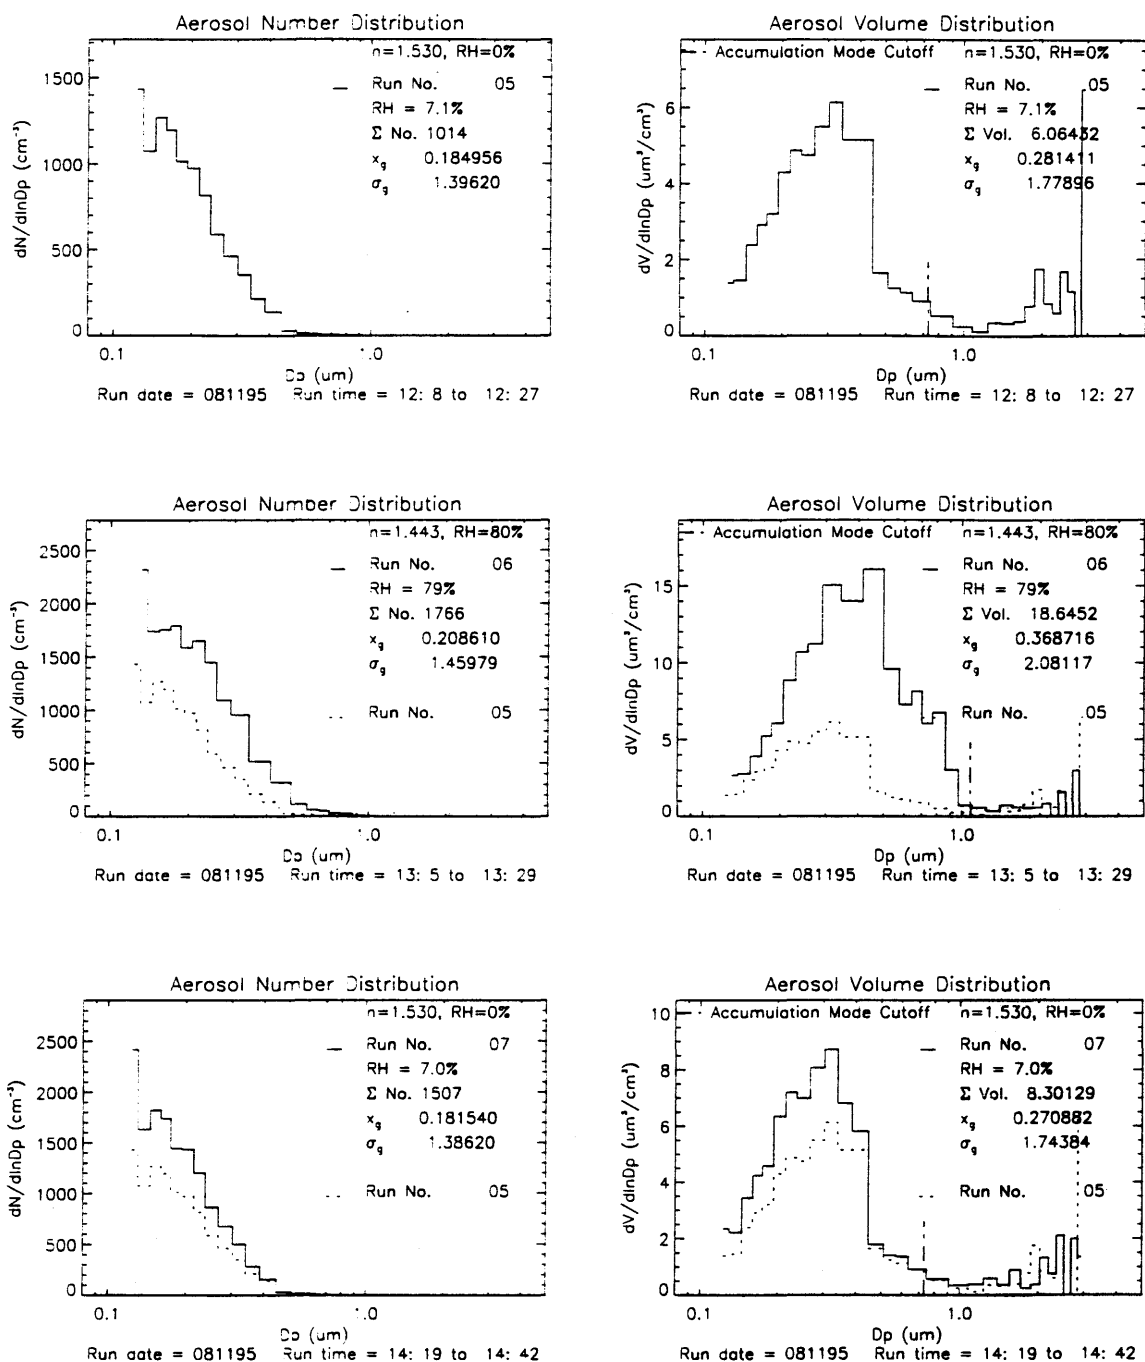 Aerosol Number Distribution
n=1.530, RH=0%
Run No. 05
RH = 7.1%
Σ No. 1014
xg 0.184956
σg 1.39620
1500
1000
500
0
dN/dlnDp (cm⁻³)
0.1 1.0
Dp (um)
Run date = 081195 Run time = 12: 8 to 12: 27
Aerosol Volume Distribution
Accumulation Mode Cutoff n=1.530, RH=0%
Run No. 05
RH = 7.1%
Σ Vol. 6.06432
xg 0.281411
σg 1.77896
6
4
2
0
dV/dlnDp (um³/cm³)
0.1 1.0
Dp (um)
Run date = 081195 Run time = 12: 8 to 12: 27
Aerosol Number Distribution
n=1.443, RH=80%
Run No. 06
RH = 79%
Σ No. 1766
xg 0.208610
σg 1.45979
Run No. 05
2500
2000
1500
1000
500
0
dN/dlnDp (cm⁻³)
0.1 1.0
Dp (um)
Run date = 081195 Run time = 13: 5 to 13: 29
Aerosol Volume Distribution
Accumulation Mode Cutoff n=1.443, RH=80%
Run No. 06
RH = 79%
Σ Vol. 18.6452
xg 0.368716
σg 2.08117
Run No. 05
15
10
5
0
dV/dlnDp (um³/cm³)
0.1 1.0
Dp (um)
Run date = 081195 Run time = 13: 5 to 13: 29
Aerosol Number Distribution
n=1.530, RH=0%
Run No. 07
RH = 7.0%
Σ No. 1507
xg 0.181540
σg 1.38620
Run No. 05
2500
2000
1500
1000
500
0
dN/dlnDp (cm⁻³)
0.1 1.0
Dp (um)
Run date = 081195 Run time = 14: 19 to 14: 42
Aerosol Volume Distribution
Accumulation Mode Cutoff n=1.530, RH=0%
Run No. 07
RH = 7.0%
Σ Vol. 8.30129
xg 0.270882
σg 1.74384
Run No. 05
10
8
6
4
2
0
dV/dlnDp (um³/cm³)
0.1 1.0
Dp (um)
Run date = 081195 Run time = 14: 19 to 14: 42